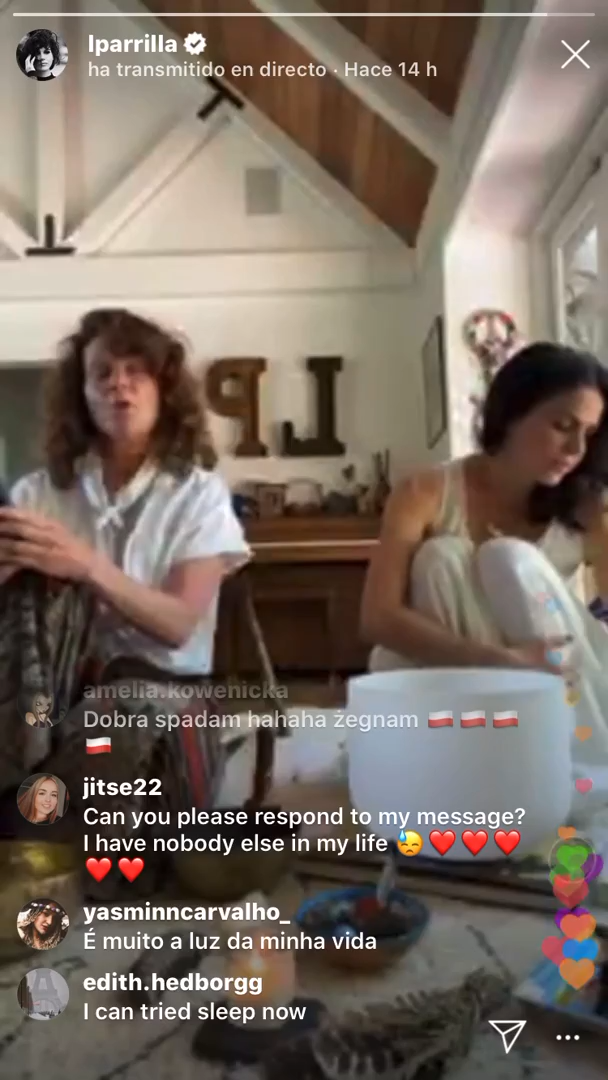 lparrilla
ha transmitido en directo · Hace 14 h
LP
amelia.kowenicka
Dobra spadam hahaha żegnam 🇵🇱 🇵🇱 🇵🇱
🇵🇱
jitse22
Can you please respond to my message?
I have nobody else in my life 😓❤️❤️❤️
❤️❤️
yasminncarvalho_
É muito a luz da minha vida
edith.hedborgg
I can tried sleep now